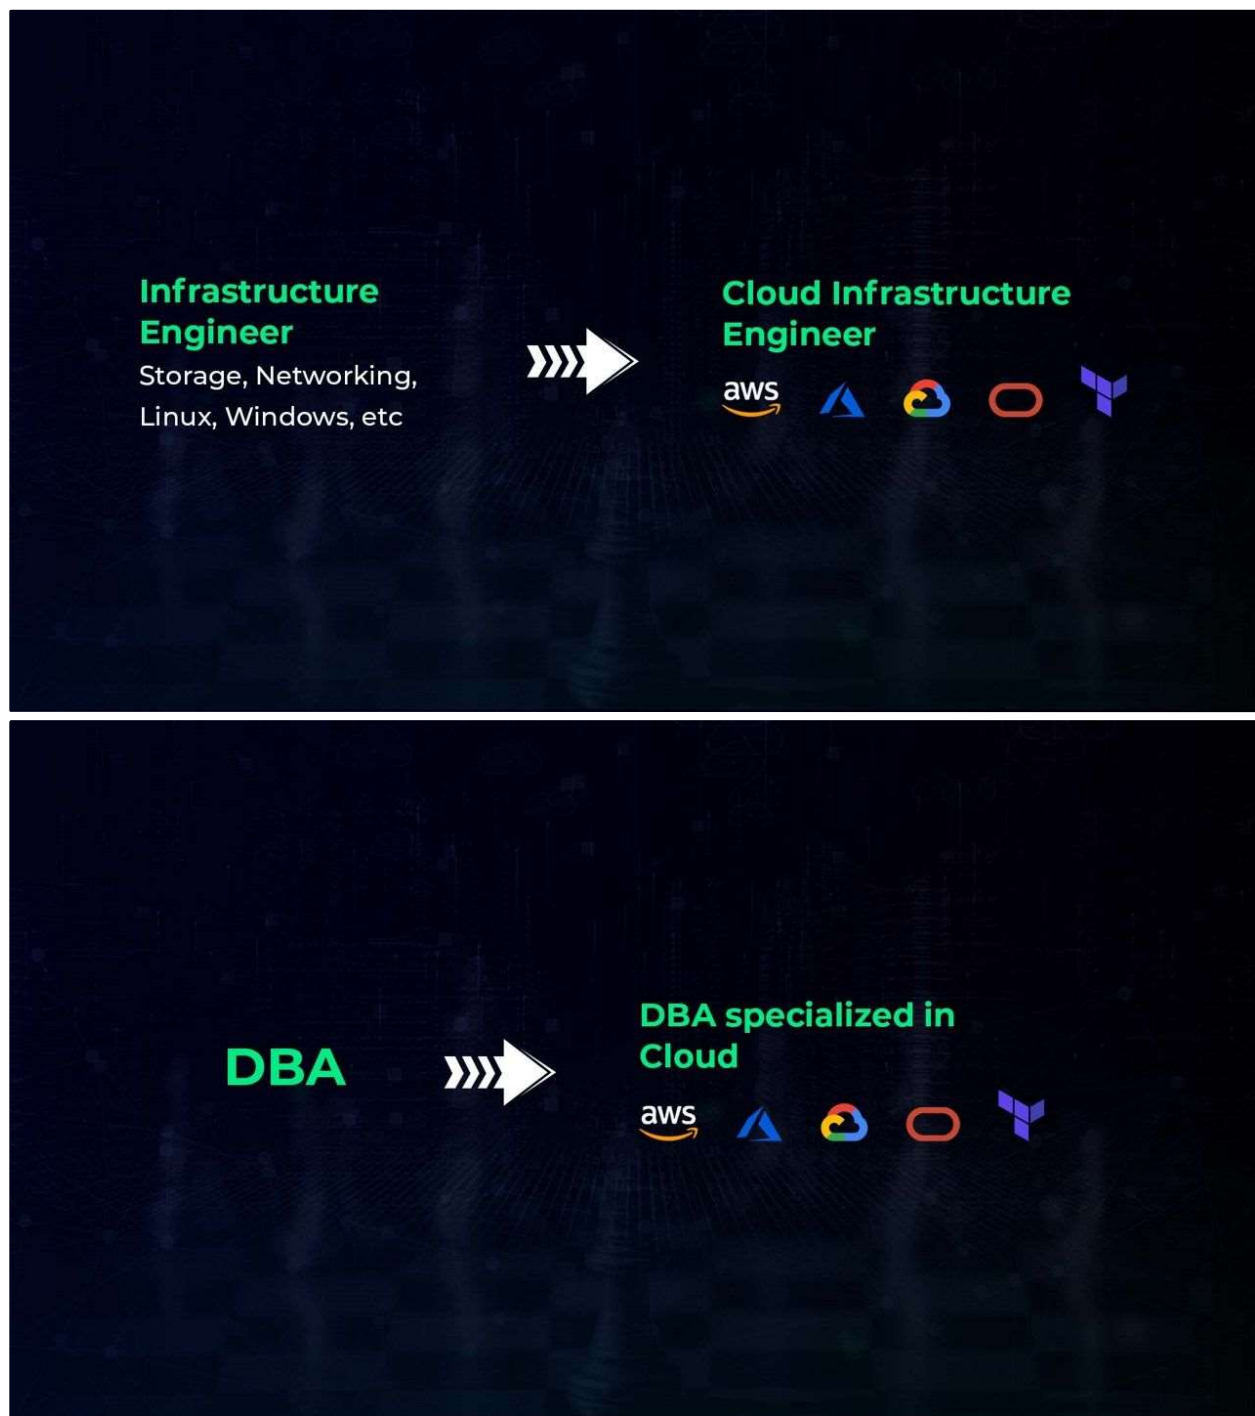 Infrastructure
Engineer
Storage, Networking,
Linux, Windows, etc
Cloud Infrastructure
Engineer
aws
DBA
DBA specialized in
Cloud
aws